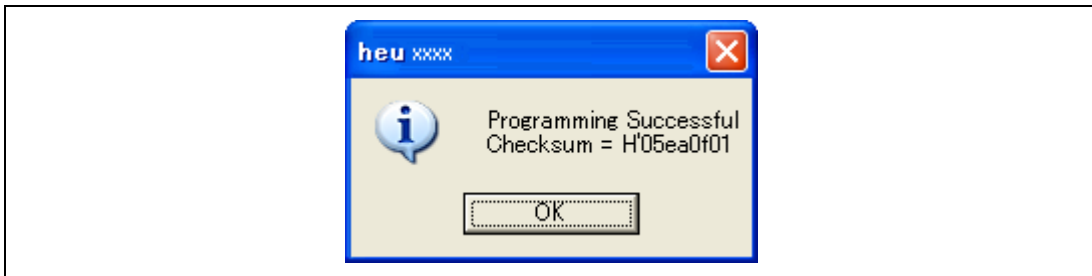 heu xxxx
Programming Successful
Checksum = H'05ea0f01
OK